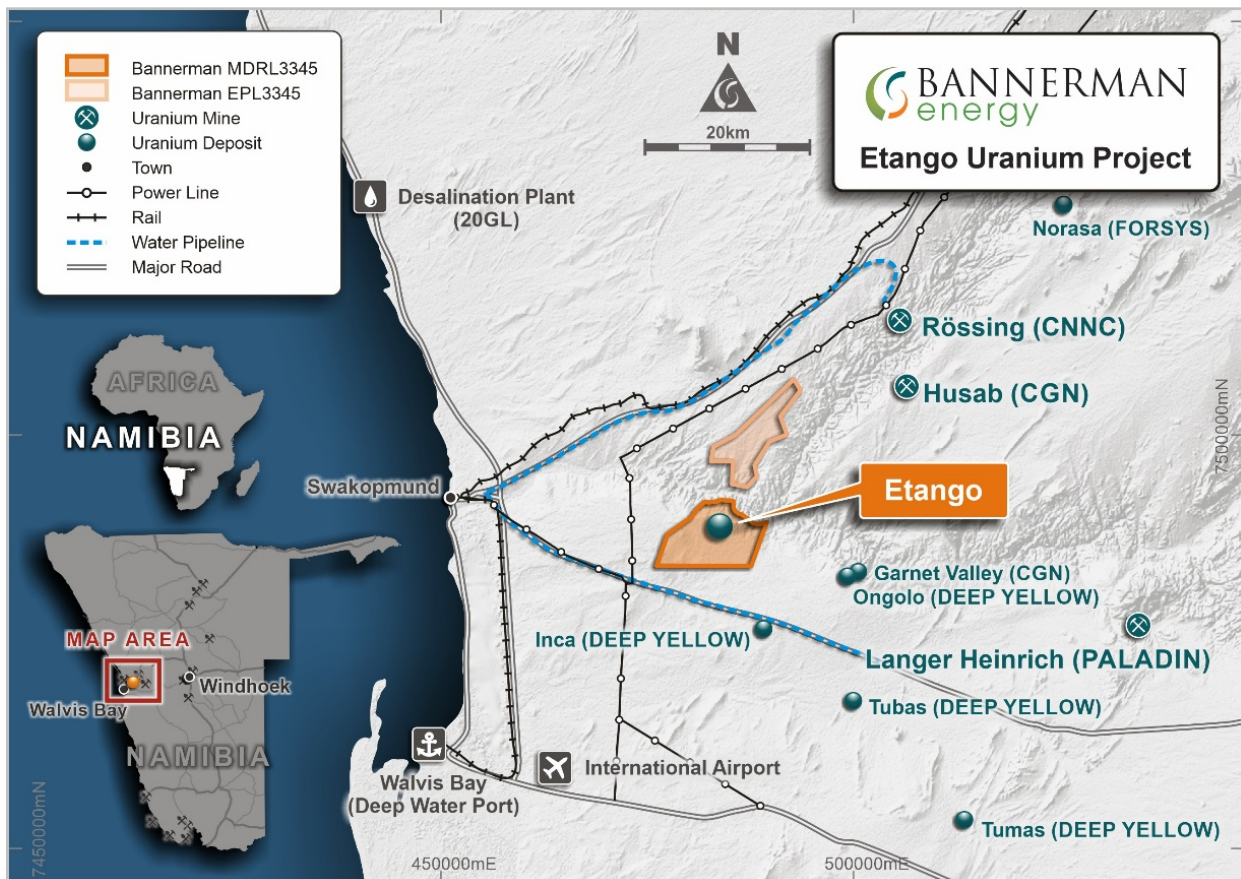 Bannerman MDRL3345
Bannerman EPL3345
Uranium Mine
Uranium Deposit
Town
Power Line
Rail
Water Pipeline
Major Road
N
20km
BANNERMAN
energy
Etango Uranium Project
Desalination Plant
(20GL)
Norasa (FORSYS)
Rössing (CNNC)
Husab (CGN)
7500000mN
AFRICA
NAMIBIA
Swakopmund
Etango
Garnet Valley (CGN)
Ongolo (DEEP YELLOW)
Inca (DEEP YELLOW)
Langer Heinrich (PALADIN)
MAP AREA
Windhoek
Walvis Bay
NAMIBIA
Tubas (DEEP YELLOW)
International Airport
Walvis Bay
(Deep Water Port)
Tumas (DEEP YELLOW)
7450000mN
450000mE
500000mE